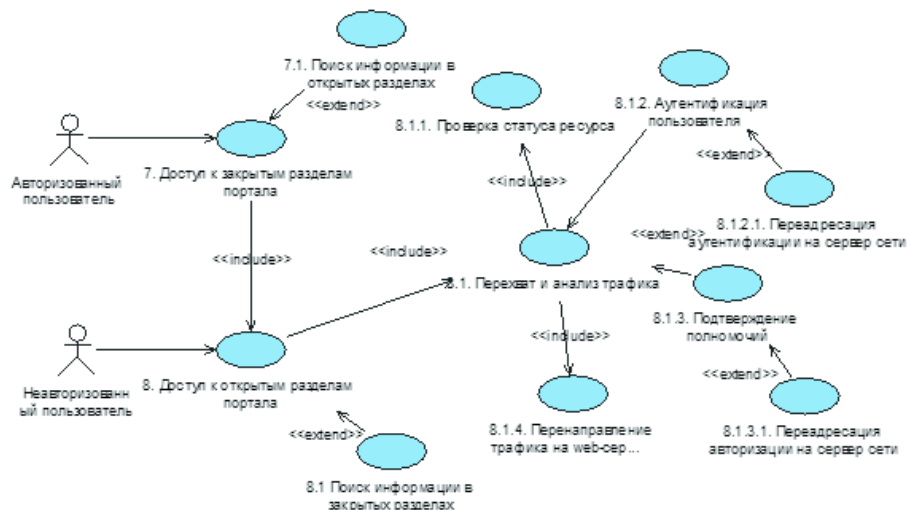 7.1. Поиск информации в
открытых разделах
<<extend>>
8.1.1. Проверка статуса ресурса
8.1.2. Аутентификация
пользователя
<<extend>>
Авторизованный
пользователь
7. Доступ к закрытым разделам
портала
<<include>>
8.1.2.1. Переадресация
аутентификации на сервер сети
<<extend>>
<<include>>
<<include>>
8.1. Перехват и анализ трафика
8.1.3. Подтверждение
полномочий
<<include>>
<<extend>>
Неавторизованн
ый пользователь
8. Доступ к открытым разделам
портала
<<extend>>
8.1.4. Перенаправление
трафика на web-сер...
8.1.3.1. Переадресация
авторизации на сервер сети
8.1 Поиск информации в
закрытых разделах